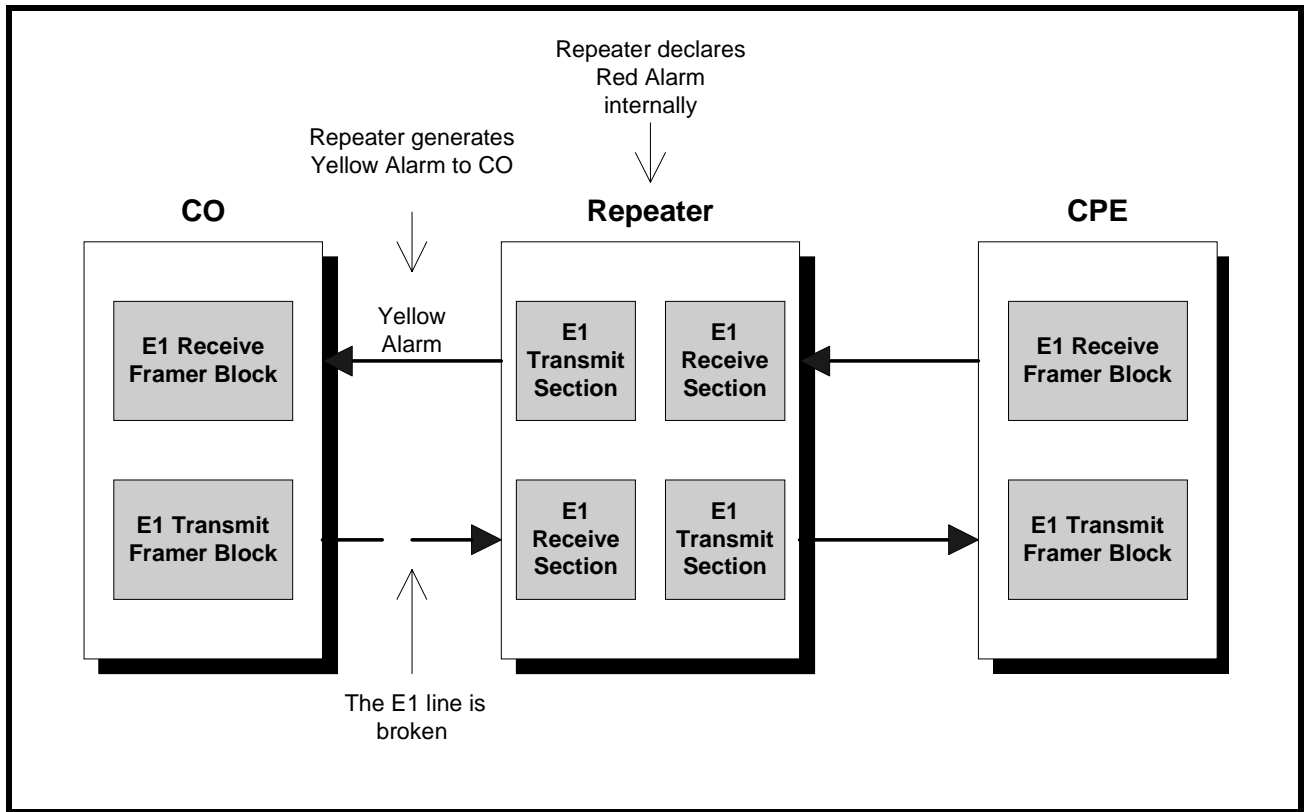 Repeater declares
Red Alarm
internally
Repeater generates
Yellow Alarm to CO
CO
Repeater
CPE
E1 Receive
Framer Block
Yellow
Alarm
E1
Transmit
Section
E1
Receive
Section
E1 Receive
Framer Block
E1 Transmit
Framer Block
E1
Receive
Section
E1
Transmit
Section
E1 Transmit
Framer Block
The E1 line is
broken